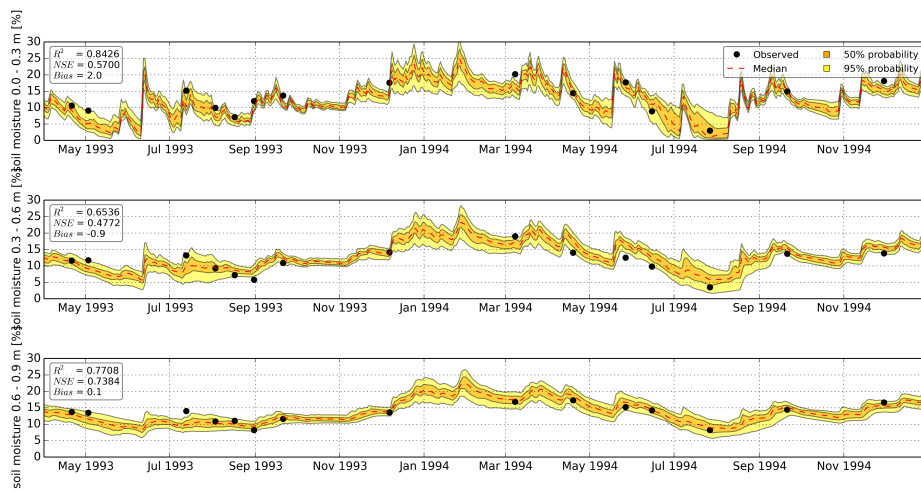 soil moisture 0.0 - 0.3 m [%]
30
25
20
15
10
5
0
R² = 0.8426
NSE = 0.5700
Bias = 2.0
Observed
Median
50% probability
95% probability
May 1993 Jul 1993 Sep 1993 Nov 1993 Jan 1994 Mar 1994 May 1994 Jul 1994 Sep 1994 Nov 1994
soil moisture 0.3 - 0.6 m [%]
30
25
20
15
10
5
0
R² = 0.6536
NSE = 0.4772
Bias = -0.9
May 1993 Jul 1993 Sep 1993 Nov 1993 Jan 1994 Mar 1994 May 1994 Jul 1994 Sep 1994 Nov 1994
soil moisture 0.6 - 0.9 m [%]
30
25
20
15
10
5
0
R² = 0.7708
NSE = 0.7384
Bias = 0.1
May 1993 Jul 1993 Sep 1993 Nov 1993 Jan 1994 Mar 1994 May 1994 Jul 1994 Sep 1994 Nov 1994